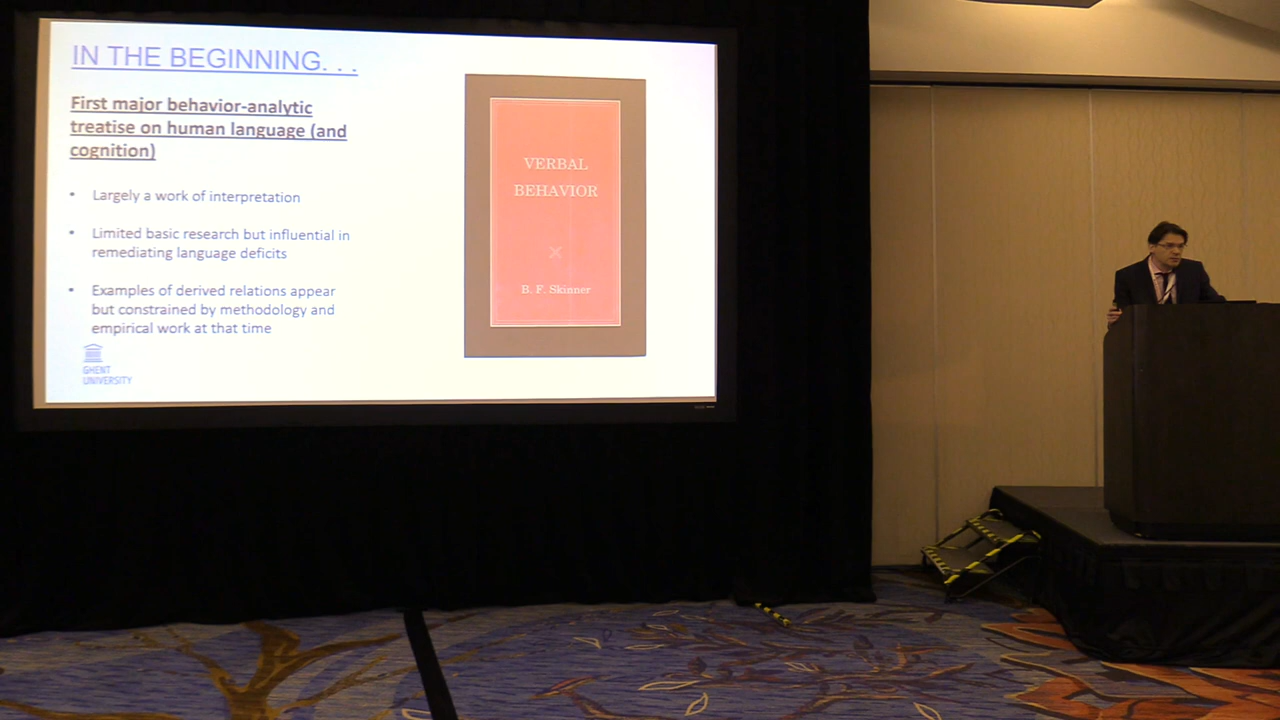 IN THE BEGINNING. . .
First major behavior-analytic
treatise on human language (and
cognition)
• Largely a work of interpretation
• Limited basic research but influential in
remediating language deficits
• Examples of derived relations appear
but constrained by methodology and
empirical work at that time
GHENT
UNIVERSITY
VERBAL
BEHAVIOR
B. F. Skinner